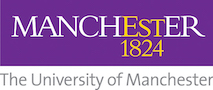 MANCHESTER
1824
The University of Manchester